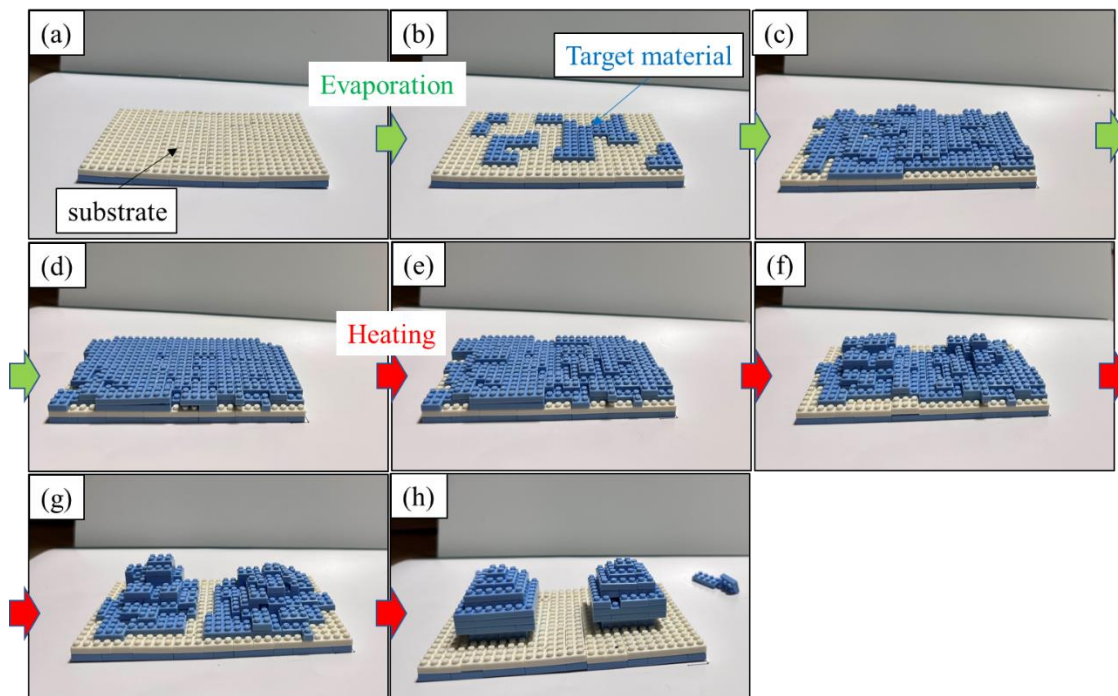 (a)
(b)
(c)
Target material
Evaporation
substrate
(d)
(e)
(f)
Heating
(g)
(h)